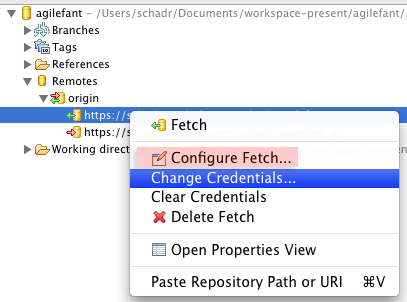 agilefant - /Users/schadr/Documents/workspace-present/agilefant/.
Branches
Tags
References
Remotes
origin
https://s
https://s
Working direct
Fetch
Configure Fetch...
Change Credentials...
Clear Credentials
Delete Fetch
Open Properties View
Paste Repository Path or URI ⌘V